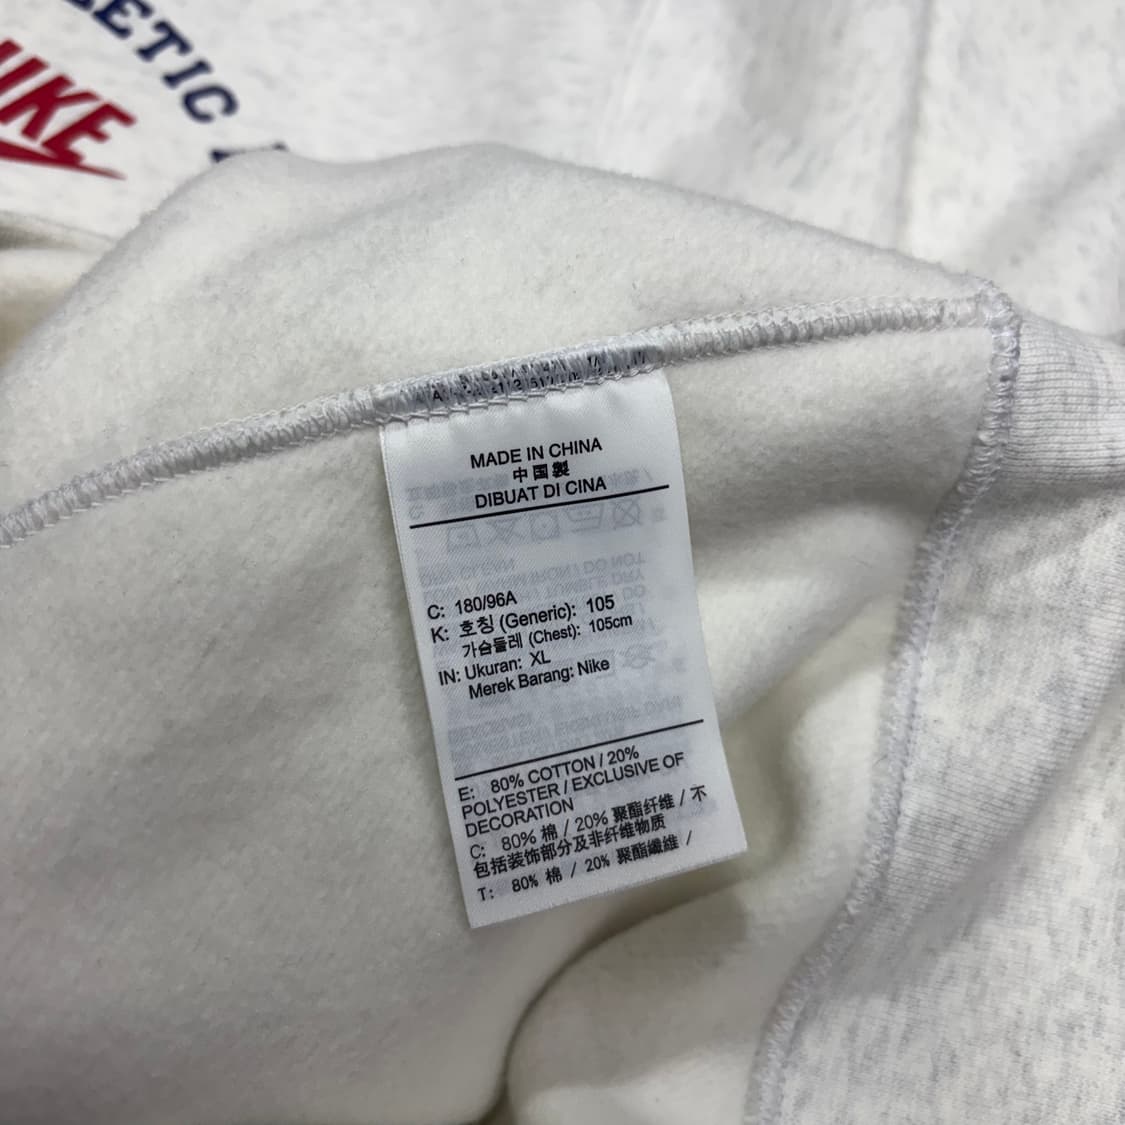 LETIC
NIKE
MADE IN CHINA
中国製
DIBUAT DI CINA
C: 180/96A
K: 호칭 (Generic): 105
가슴둘레 (Chest): 105cm
IN: Ukuran: XL
Merek Barang: Nike
E: 80% COTTON / 20%
POLYESTER / EXCLUSIVE OF
DECORATION
C: 80% 棉 / 20% 聚酯纤维 / 不
包括装饰部分及非纤维物质
T: 80% 棉 / 20% 聚酯纖維 /